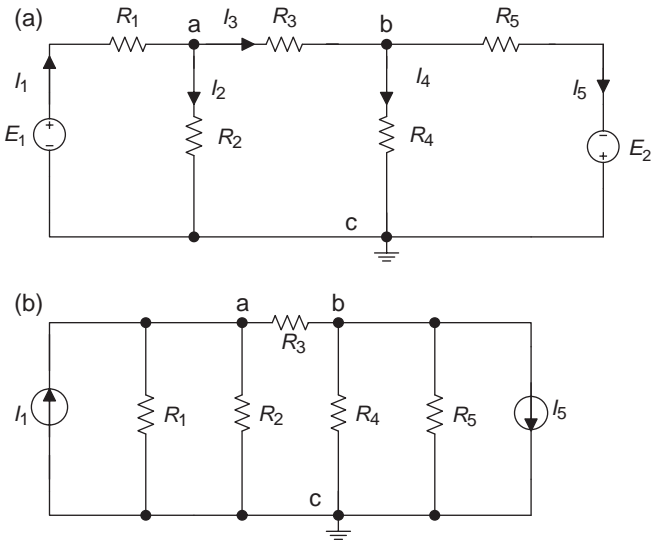 (a)
R1 a I3 R3 b R5
I1 I2 I4 I5
E1 + − R2 R4 − + E2
c
(b)
a b
R3
I1 R1 R2 R4 R5 I5
c